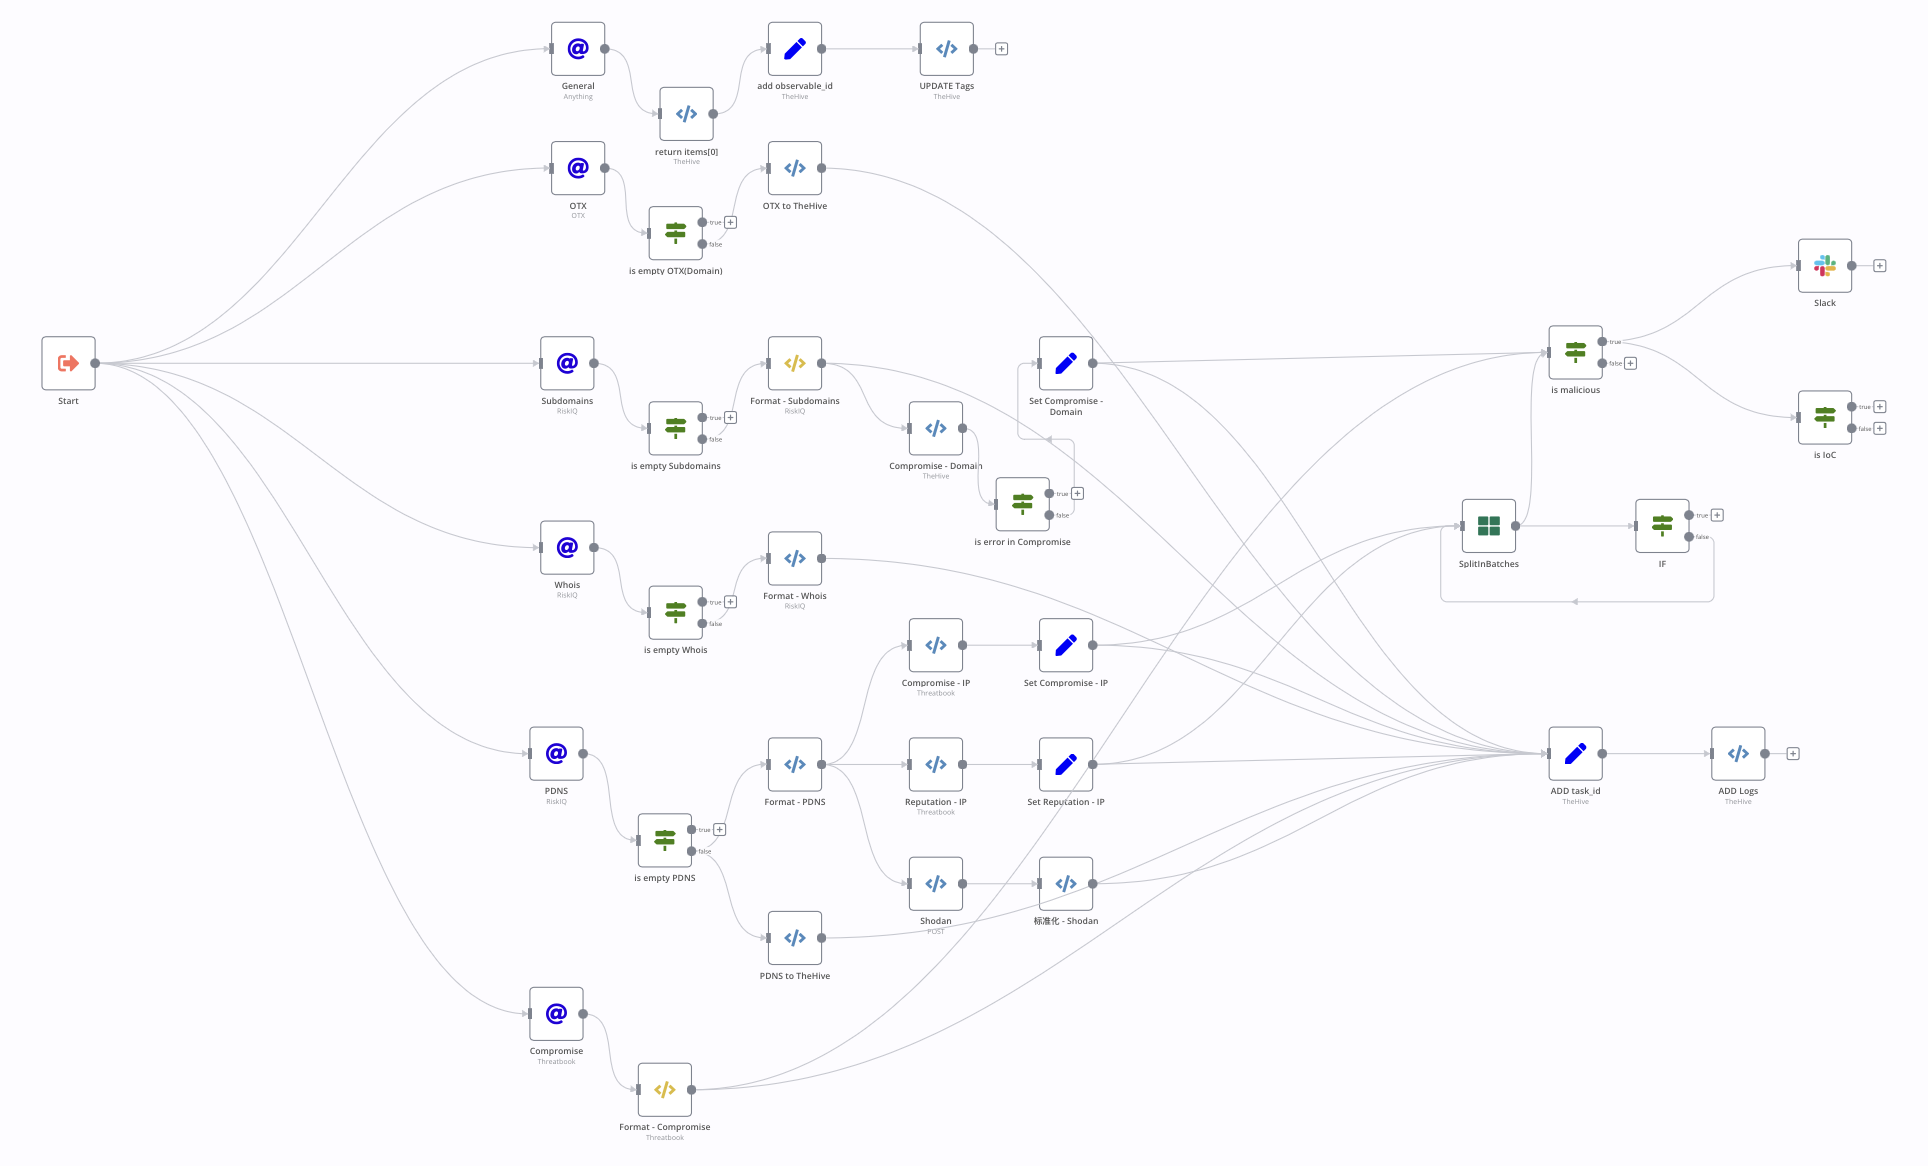 General
Anything
add observable_id
TheHive
UPDATE Tags
TheHive
return items[0]
TheHive
OTX
OTX
OTX to TheHive
true
false
is empty OTX(Domain)
Slack
Start
Subdomains
RiskIQ
Format - Subdomains
RiskIQ
Set Compromise -
Domain
true
false
is malicious
true
false
is empty Subdomains
Compromise - Domain
TheHive
true
false
is IoC
true
false
is error in Compromise
SplitInBatches
true
false
IF
Whois
RiskIQ
Format - Whois
RiskIQ
true
false
is empty Whois
Compromise - IP
Threatbook
Set Compromise - IP
PDNS
RiskIQ
Format - PDNS
Reputation - IP
Threatbook
Set Reputation - IP
ADD task_id
TheHive
ADD Logs
TheHive
true
false
is empty PDNS
Shodan
POST
标准化 - Shodan
PDNS to TheHive
Compromise
Threatbook
Format - Compromise
Threatbook